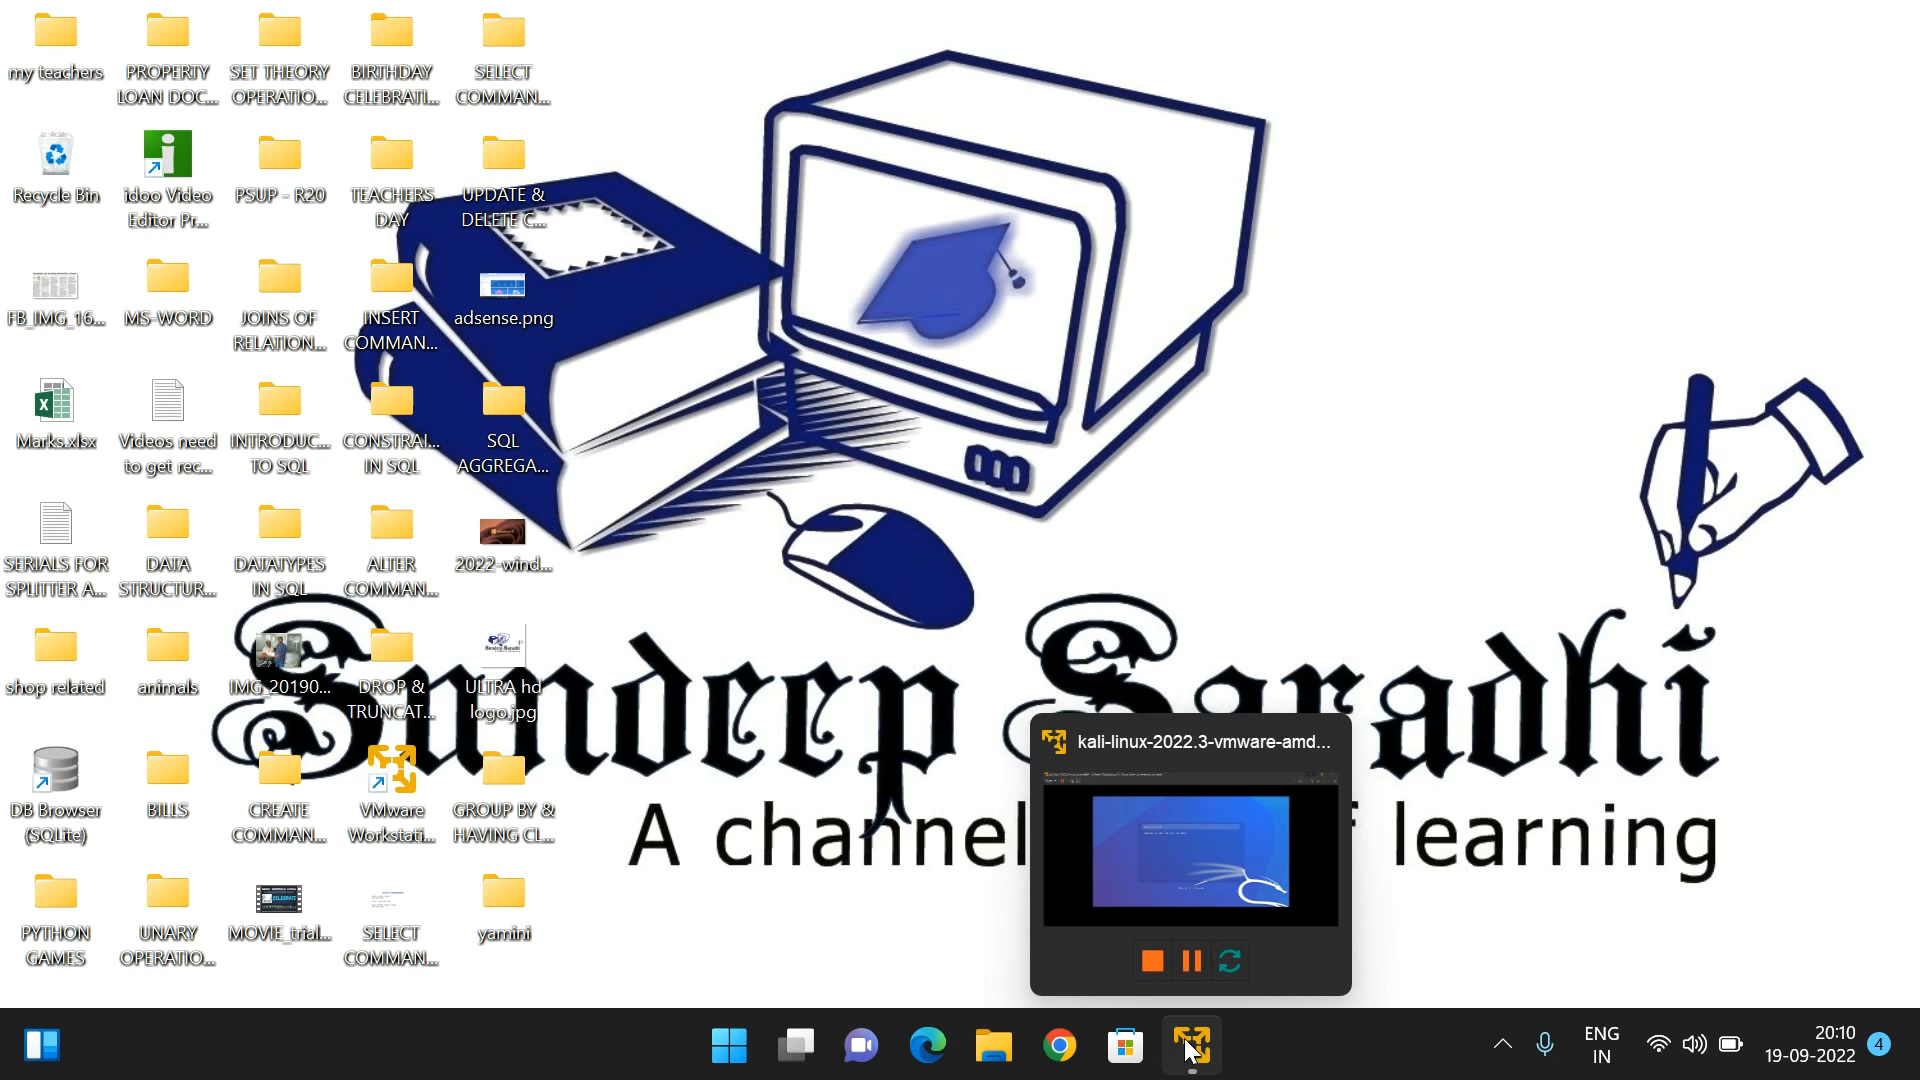 my teachers
PROPERTY
LOAN DOC...
SET THEORY
OPERATIO...
BIRTHDAY
CELEBRATI...
SELECT
COMMAN...
Recycle Bin
idoo Video
Editor Pr...
PSUP - R20
TEACHERS
DAY
UPDATE &
DELETE C...
FB_IMG_16...
MS-WORD
JOINS OF
RELATION...
INSERT
COMMAN...
adsense.png
Marks.xlsx
Videos need
to get rec...
INTRODUC...
TO SQL
CONSTRAI...
IN SQL
SQL
AGGREGA...
SERIALS FOR
SPLITTER A...
DATA
STRUCTUR...
DATATYPES
IN SQL
ALTER
COMMAN...
2022-wind...
shop related
animals
IMG_20190...
DROP &
TRUNCAT...
ULTRA hd
logo.jpg
DB Browser
(SQLite)
BILLS
CREATE
COMMAN...
VMware
Workstati...
GROUP BY &
HAVING CL...
PYTHON
GAMES
UNARY
OPERATIO...
MOVIE_trial...
SELECT
COMMAN...
yamini
Sandeep Saradhi
A channel
f learning
kali-linux-2022.3-vmware-amd...
ENG
IN
20:10
19-09-2022
4